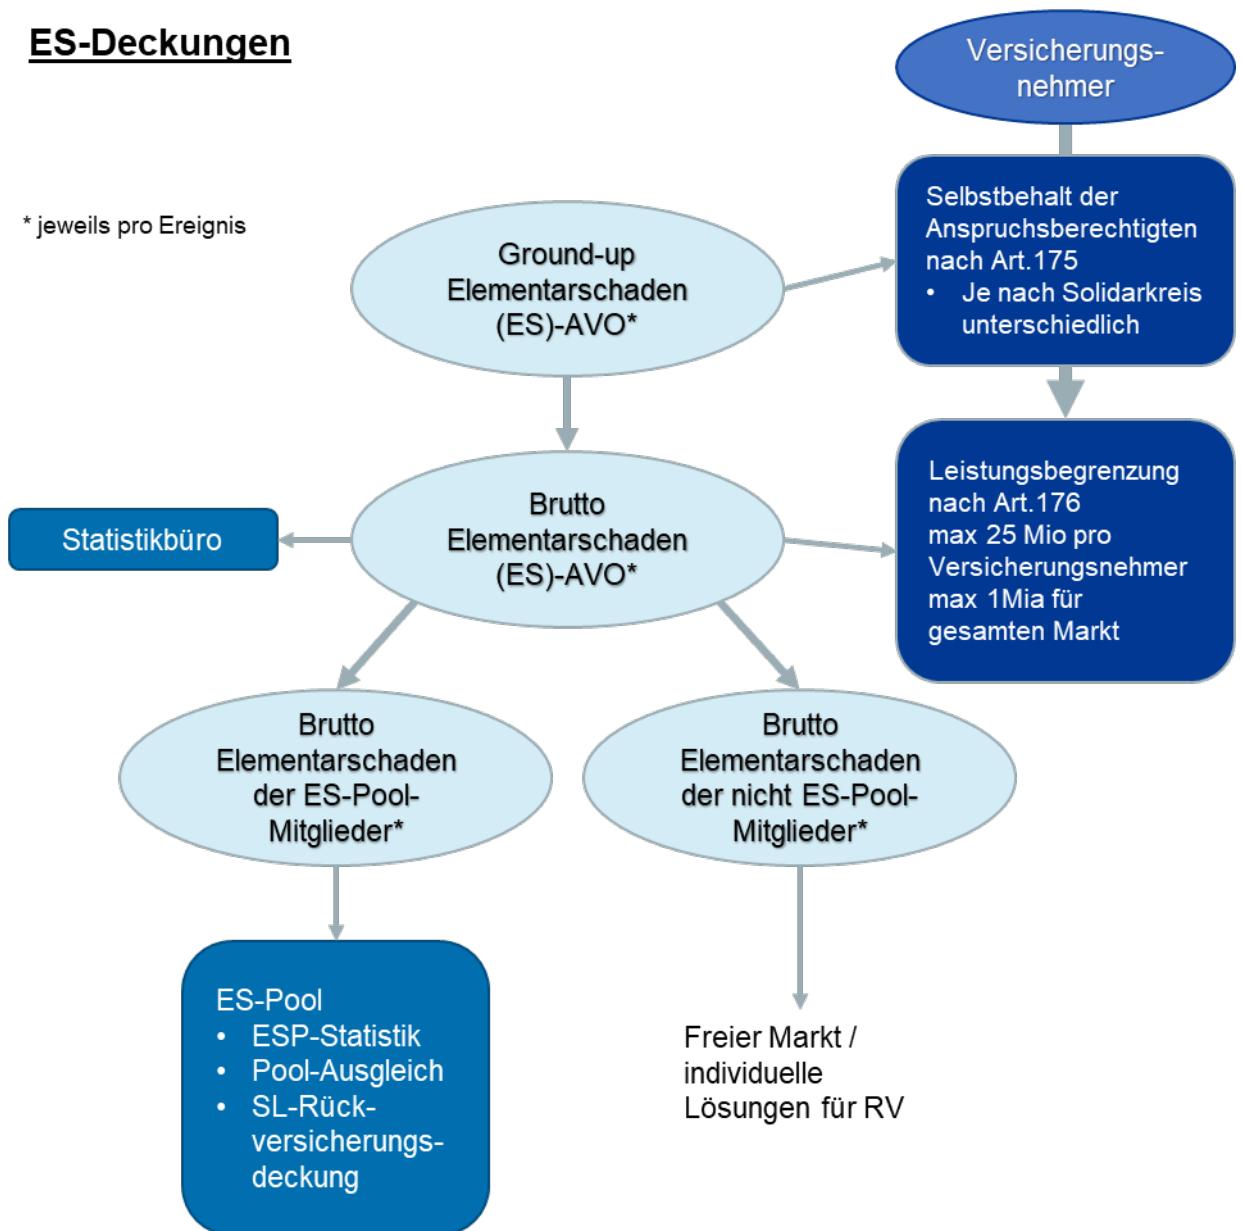 ES-Deckungen
Versicherungs-
nehmer
* jeweils pro Ereignis
Ground-up
Elementarschaden
(ES)-AVO*
Selbstbehalt der
Anspruchsberechtigten
nach Art.175
• Je nach Solidarkreis
unterschiedlich
Statistikbüro
Brutto
Elementarschaden
(ES)-AVO*
Leistungsbegrenzung
nach Art.176
max 25 Mio pro
Versicherungsnehmer
max 1Mia für
gesamten Markt
Brutto
Elementarschaden
der ES-Pool-
Mitglieder*
Brutto
Elementarschaden
der nicht ES-Pool-
Mitglieder*
ES-Pool
• ESP-Statistik
• Pool-Ausgleich
• SL-Rück-
versicherungs-
deckung
Freier Markt /
individuelle
Lösungen für RV